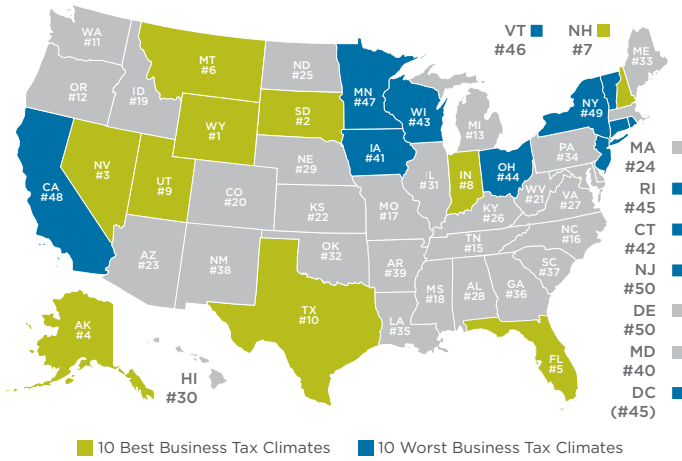 WA
#11
OR
#12
CA
#48
NV
#3
ID
#19
MT
#6
WY
#1
UT
#9
AZ
#23
CO
#20
NM
#38
ND
#25
SD
#2
NE
#29
KS
#22
OK
#32
TX
#10
MN
#47
IA
#41
MO
#17
AR
#39
LA
#35
WI
#43
IL
#31
MI
#13
IN
#8
OH
#44
KY
#26
TN
#15
MS
#18
AL
#28
GA
#36
FL
#5
SC
#37
NC
#16
VA
#27
WV
#21
PA
#34
NY
#49
ME
#33
VT
#46
NH
#7
MA
#24
RI
#45
CT
#42
NJ
#50
DE
#50
MD
#40
DC
(#45)
AK
#4
HI
#30
10 Best Business Tax Climates
10 Worst Business Tax Climates